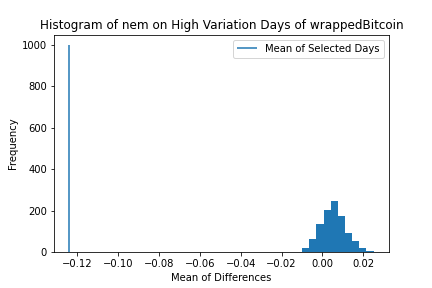 Histogram of nem on High Variation Days of wrappedBitcoin
Mean of Selected Days
Frequency
1000
800
600
400
200
0
−0.12 −0.10 −0.08 −0.06 −0.04 −0.02 0.00 0.02
Mean of Differences